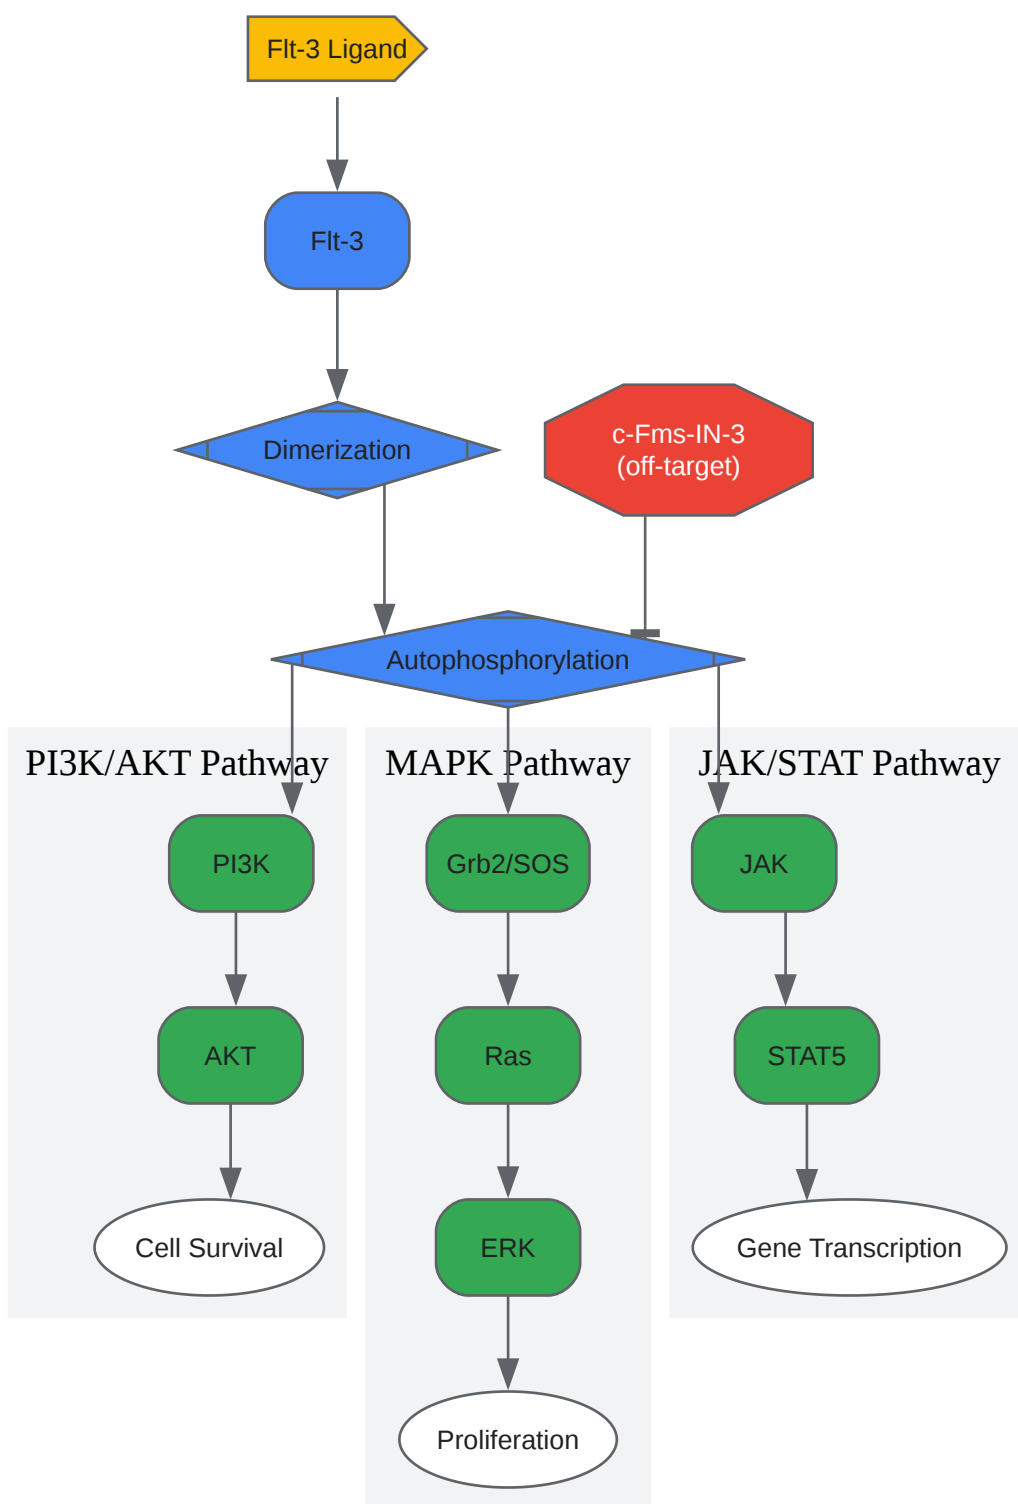 Flt-3 Ligand
Flt-3
Dimerization
c-Fms-IN-3
(off-target)
Autophosphorylation
PI3K/AKT Pathway
MAPK Pathway
JAK/STAT Pathway
PI3K
Grb2/SOS
JAK
AKT
Ras
STAT5
Cell Survival
ERK
Gene Transcription
Proliferation